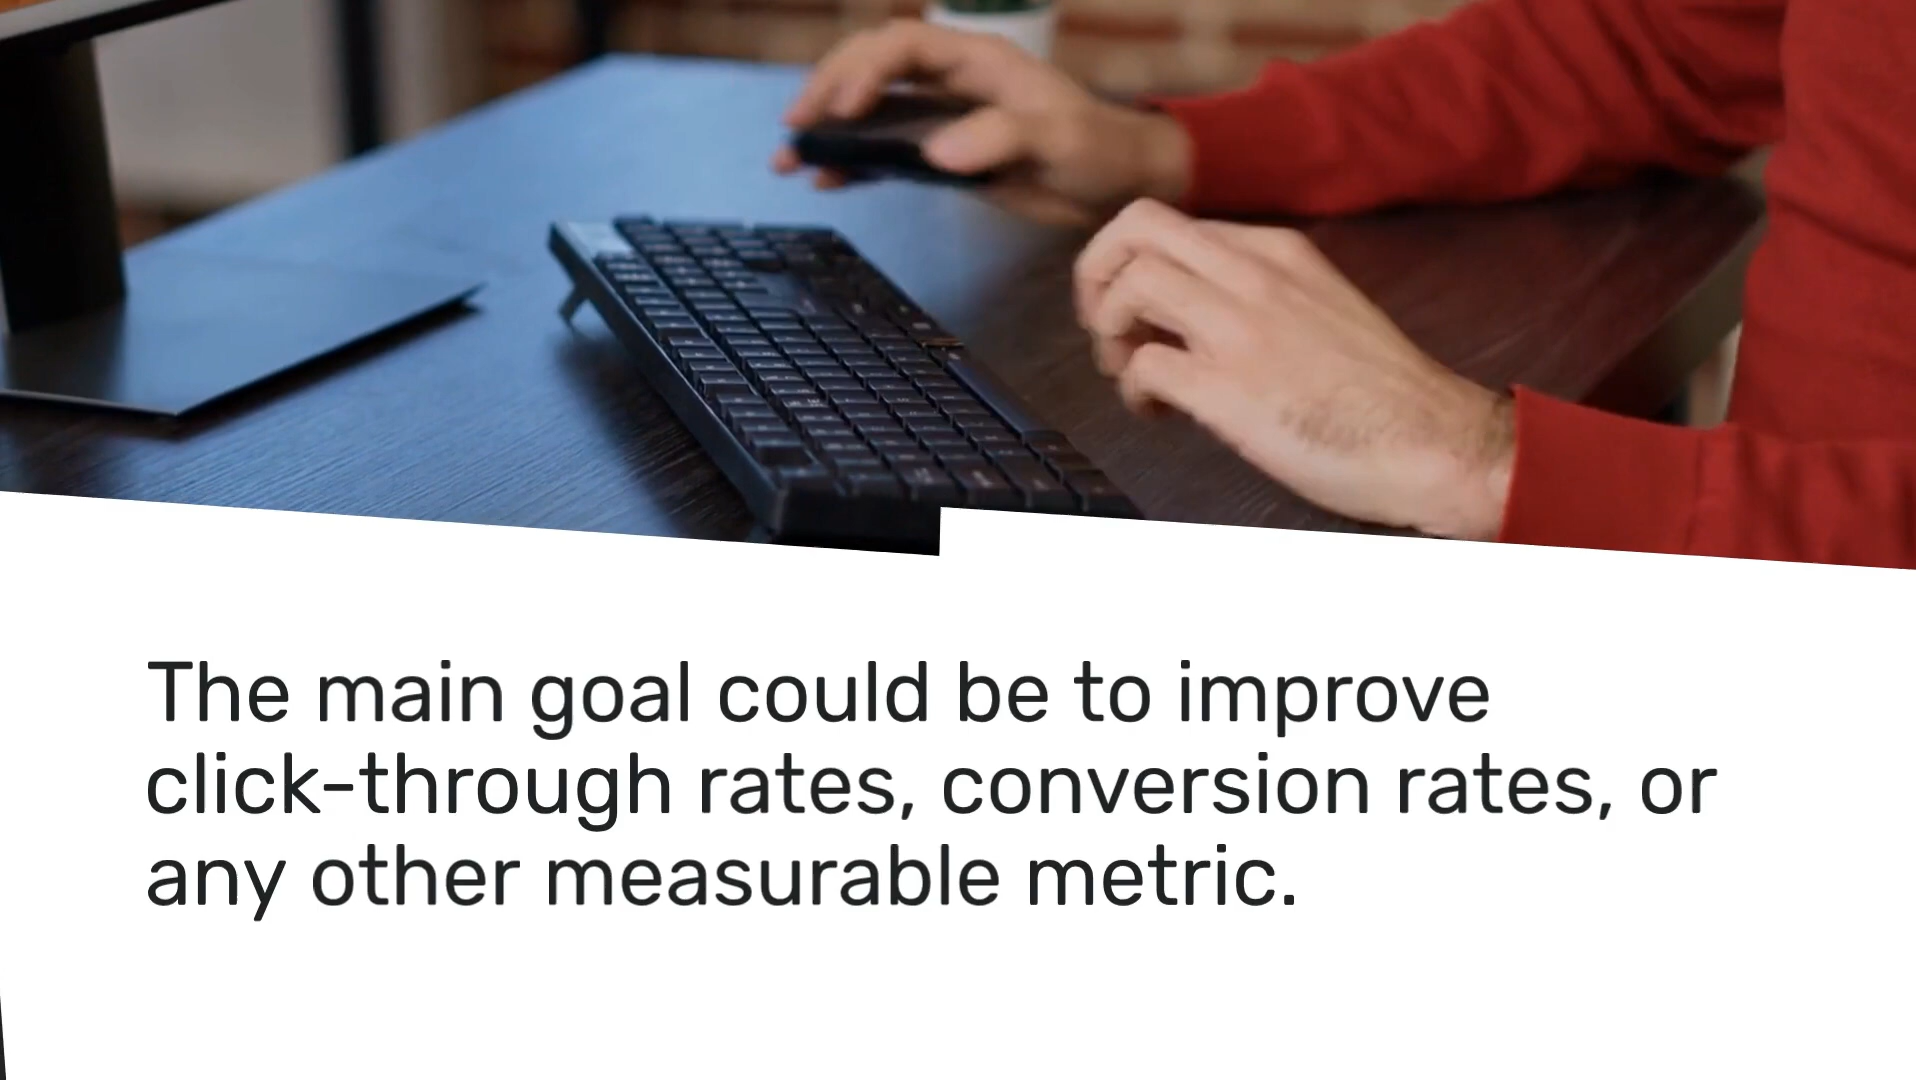 The main goal could be to improve
click-through rates, conversion rates, or
any other measurable metric.